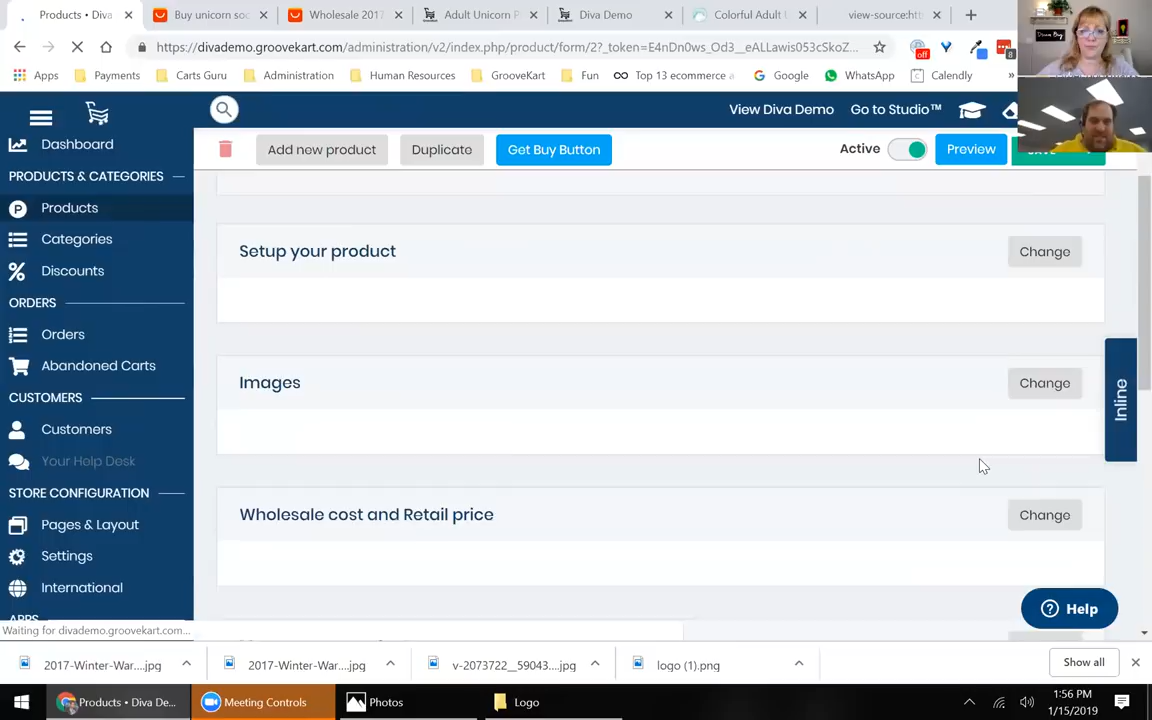 Products • Diva
Buy unicorn soc
Wholesale 2017
Adult Unicorn P
Diva Demo
Colorful Adult U
view-source:htt
https://divademo.groovekart.com/administration/v2/index.php/product/form/2?_token=E4nDn0ws_Od3__eALLawis053cSkoZ...
off
8
Apps
Payments
Carts Guru
Administration
Human Resources
GrooveKart
Fun
Top 13 ecommerce
Google
WhatsApp
Calendly
View Diva Demo
Go to Studio™
Add new product
Duplicate
Get Buy Button
Active
Preview
Dashboard
PRODUCTS & CATEGORIES
Products
Categories
Discounts
ORDERS
Orders
Abandoned Carts
CUSTOMERS
Customers
Your Help Desk
STORE CONFIGURATION
Pages & Layout
Settings
International
APPS
Setup your product
Change
Images
Change
Wholesale cost and Retail price
Change
Inline
Help
Waiting for divademo.groovekart.com...
2017-Winter-War....jpg
2017-Winter-War....jpg
v-2073722__59043....jpg
logo (1).png
Show all
Products • Diva De...
Meeting Controls
Photos
Logo
1:56 PM
1/15/2019